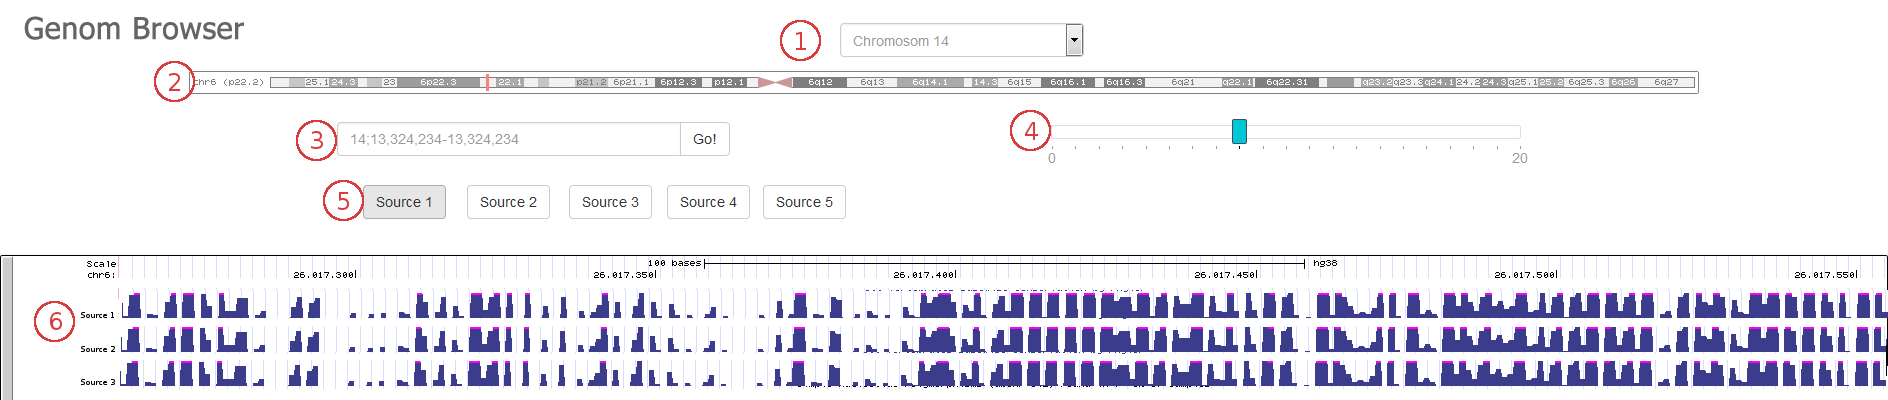 Genom Browser
1
Chromosom 14
2
chr6 (p22.2) 25.1 24.3 23 6p22.3 22.1 p21.2 6p21.1 6p12.3 p12.1 6q12 6q13 6q14.1 14.3 6q15 6q16.1 6q16.3 6q21 q22.1 6q22.31 q23.2 q23.3 q24.1 24.2 24.3 q25.1 25.2 6q25.3 6q26 6q27
3
14;13,324,234-13,324,234 Go!
4
0 20
5
Source 1 Source 2 Source 3 Source 4 Source 5
Scale 100 bases hg38
chr6: 26.017.300 26.017.350 26.017.400 26.017.450 26.017.500 26.017.550
6
Source 1
Source 2
Source 3